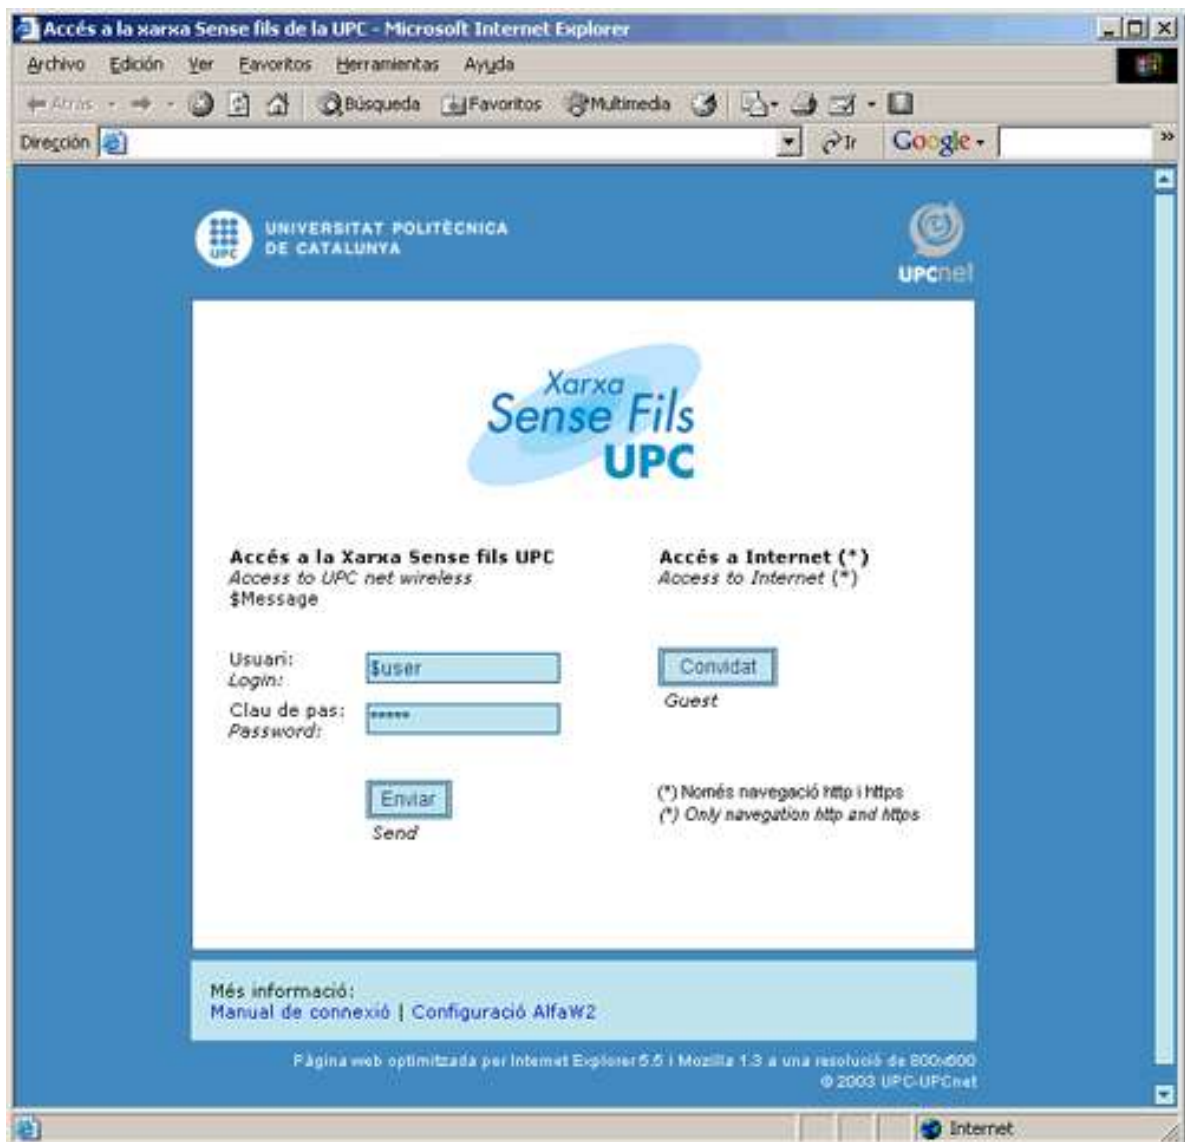 Accés a la xarxa Sense fils de la UPC - Microsoft Internet Explorer
Archivo Edición Ver Favoritos Herramientas Ayuda
Atrás Búsqueda Favoritos Multimedia
Dirección Ir Google
UNIVERSITAT POLITÈCNICA
DE CATALUNYA
UPC
UPCnet
Xarxa
Sense Fils
UPC
Accés a la Xarxa Sense fils UPC
Access to UPC net wireless
$Message
Accés a Internet (*)
Access to Internet (*)
Usuari:
Login:
$user
Clau de pas:
Password:
*****
Enviar
Send
Convidat
Guest
(*) Només navegació http i https
(*) Only navegation http and https
Més informació:
Manual de connexió | Configuració AlfaW2
Pàgina web optimitzada per Internet Explorer 5.5 i Mozilla 1.3 a una resolució de 800x600
© 2003 UPC-UPCnet
Internet